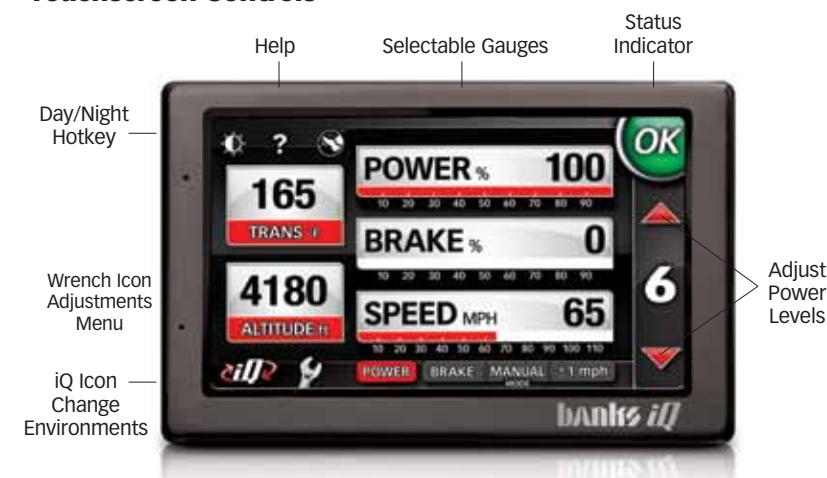 Touchscreen Controls
Help
Selectable Gauges
Status
Indicator
Day/Night
Hotkey
?
OK
165
TRANS °F
POWER % 100
10 20 30 40 50 60 70 80 90
BRAKE % 0
10 20 30 40 50 60 70 80 90
4180
ALTITUDE ft
SPEED MPH 65
10 20 30 40 50 60 70 80 90 100 110
6
Wrench Icon
Adjustments
Menu
Adjust
Power
Levels
iQ
POWER BRAKE MANUAL MODE ±1 mph
iQ Icon
Change
Environments
banks iQ